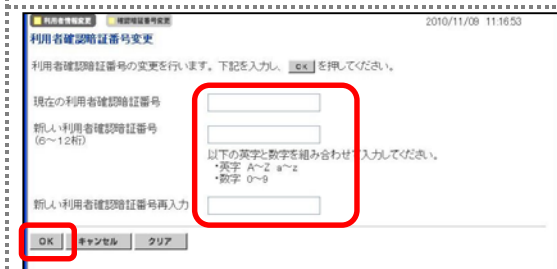 利用者情報変更 確認暗証番号変更 2010/11/09 11:16:53
利用者確認暗証番号変更
利用者確認暗証番号の変更を行います。下記を入力し、 OK を押してください。
現在の利用者確認暗証番号
新しい利用者確認暗証番号
(6～12桁)
以下の英字と数字を組み合わせて入力してください。
・英字 A～Z a～z
・数字 0～9
新しい利用者確認暗証番号再入力
OK キャンセル クリア